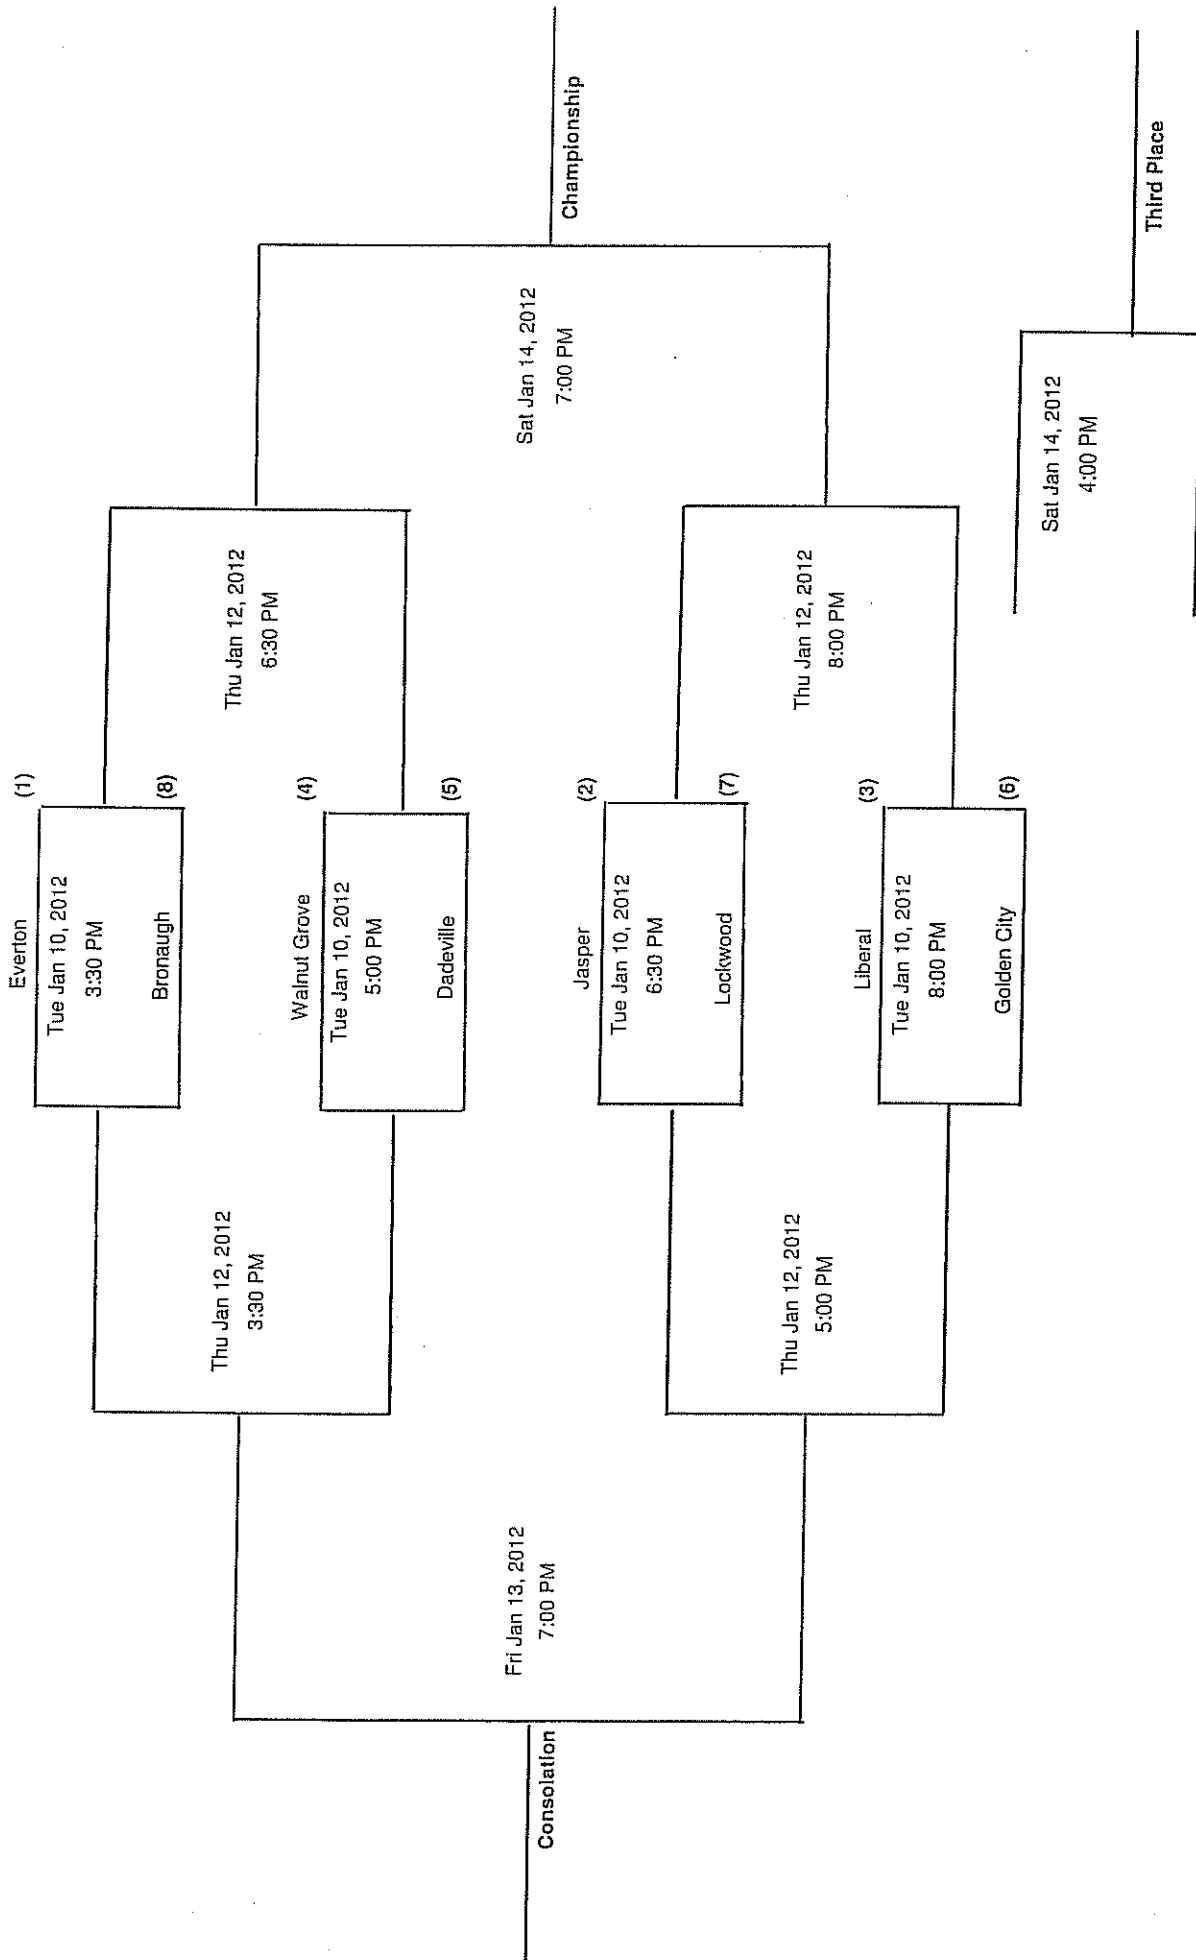 Everton
(1)
Tue Jan 10, 2012
3:30 PM
Bronaugh
(8)
Thu Jan 12, 2012
3:30 PM
Thu Jan 12, 2012
6:30 PM
Walnut Grove
(4)
Tue Jan 10, 2012
5:00 PM
Dadeville
(5)
Fri Jan 13, 2012
7:00 PM
Consolation
Sat Jan 14, 2012
7:00 PM
Championship
Jasper
(2)
Tue Jan 10, 2012
6:30 PM
Lockwood
(7)
Thu Jan 12, 2012
5:00 PM
Thu Jan 12, 2012
8:00 PM
Liberal
(3)
Tue Jan 10, 2012
8:00 PM
Golden City
(6)
Sat Jan 14, 2012
4:00 PM
Third Place